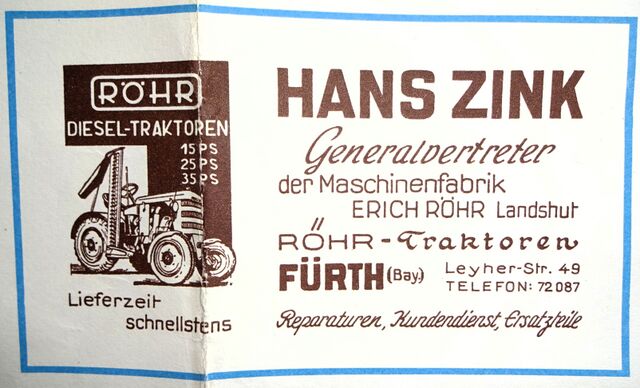 RÖHR
DIESEL-TRAKTOREN
15 PS
25 PS
35 PS
Lieferzeit
schnellstens
HANS ZINK
Generalvertreter
der Maschinenfabrik
ERICH RÖHR Landshut
RÖHR-Traktoren
FÜRTH (Bay.) Leyher-Str. 49
TELEFON: 72087
Reparaturen, Kundendienst, Ersatzteile